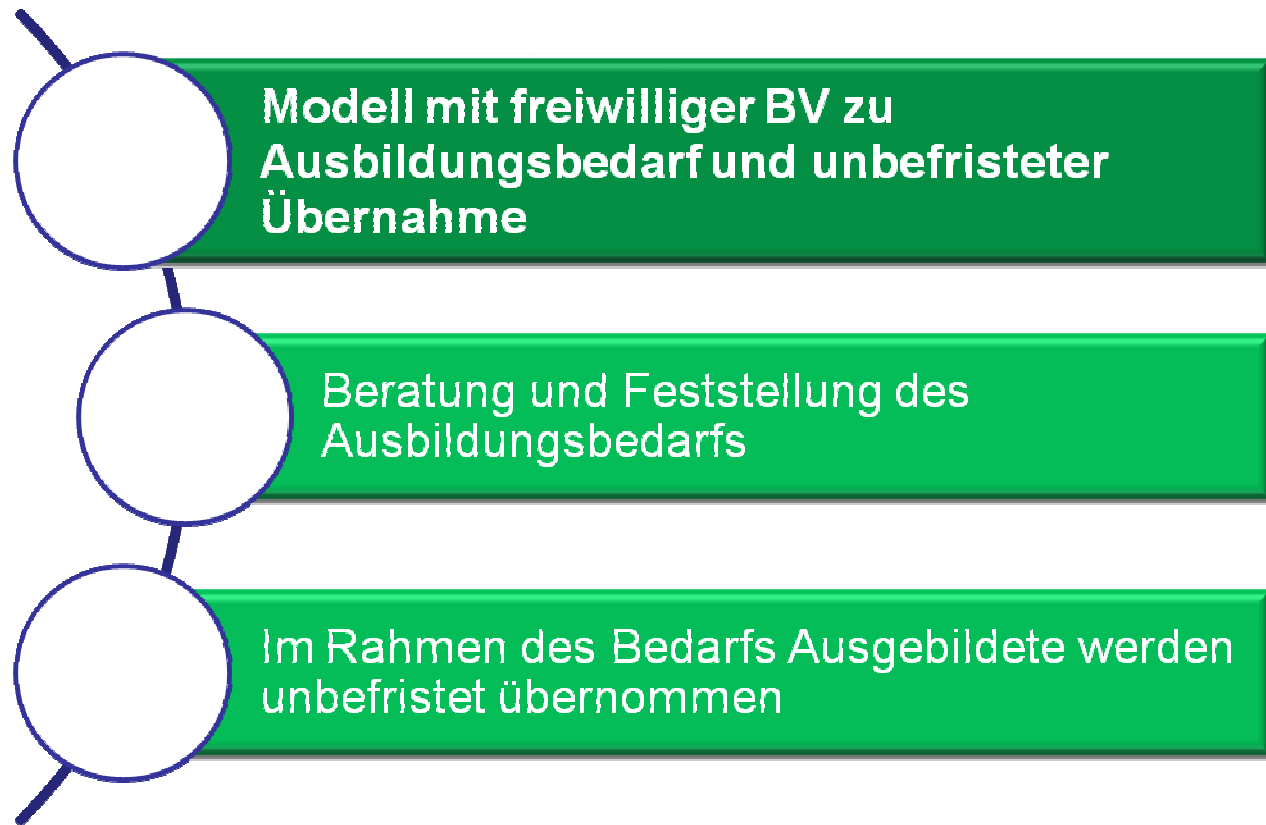 Modell mit freiwilliger BV zu
Ausbildungsbedarf und unbefristeter
Übernahme
Beratung und Feststellung des
Ausbildungsbedarfs
Im Rahmen des Bedarfs Ausgebildete werden
unbefristet übernommen